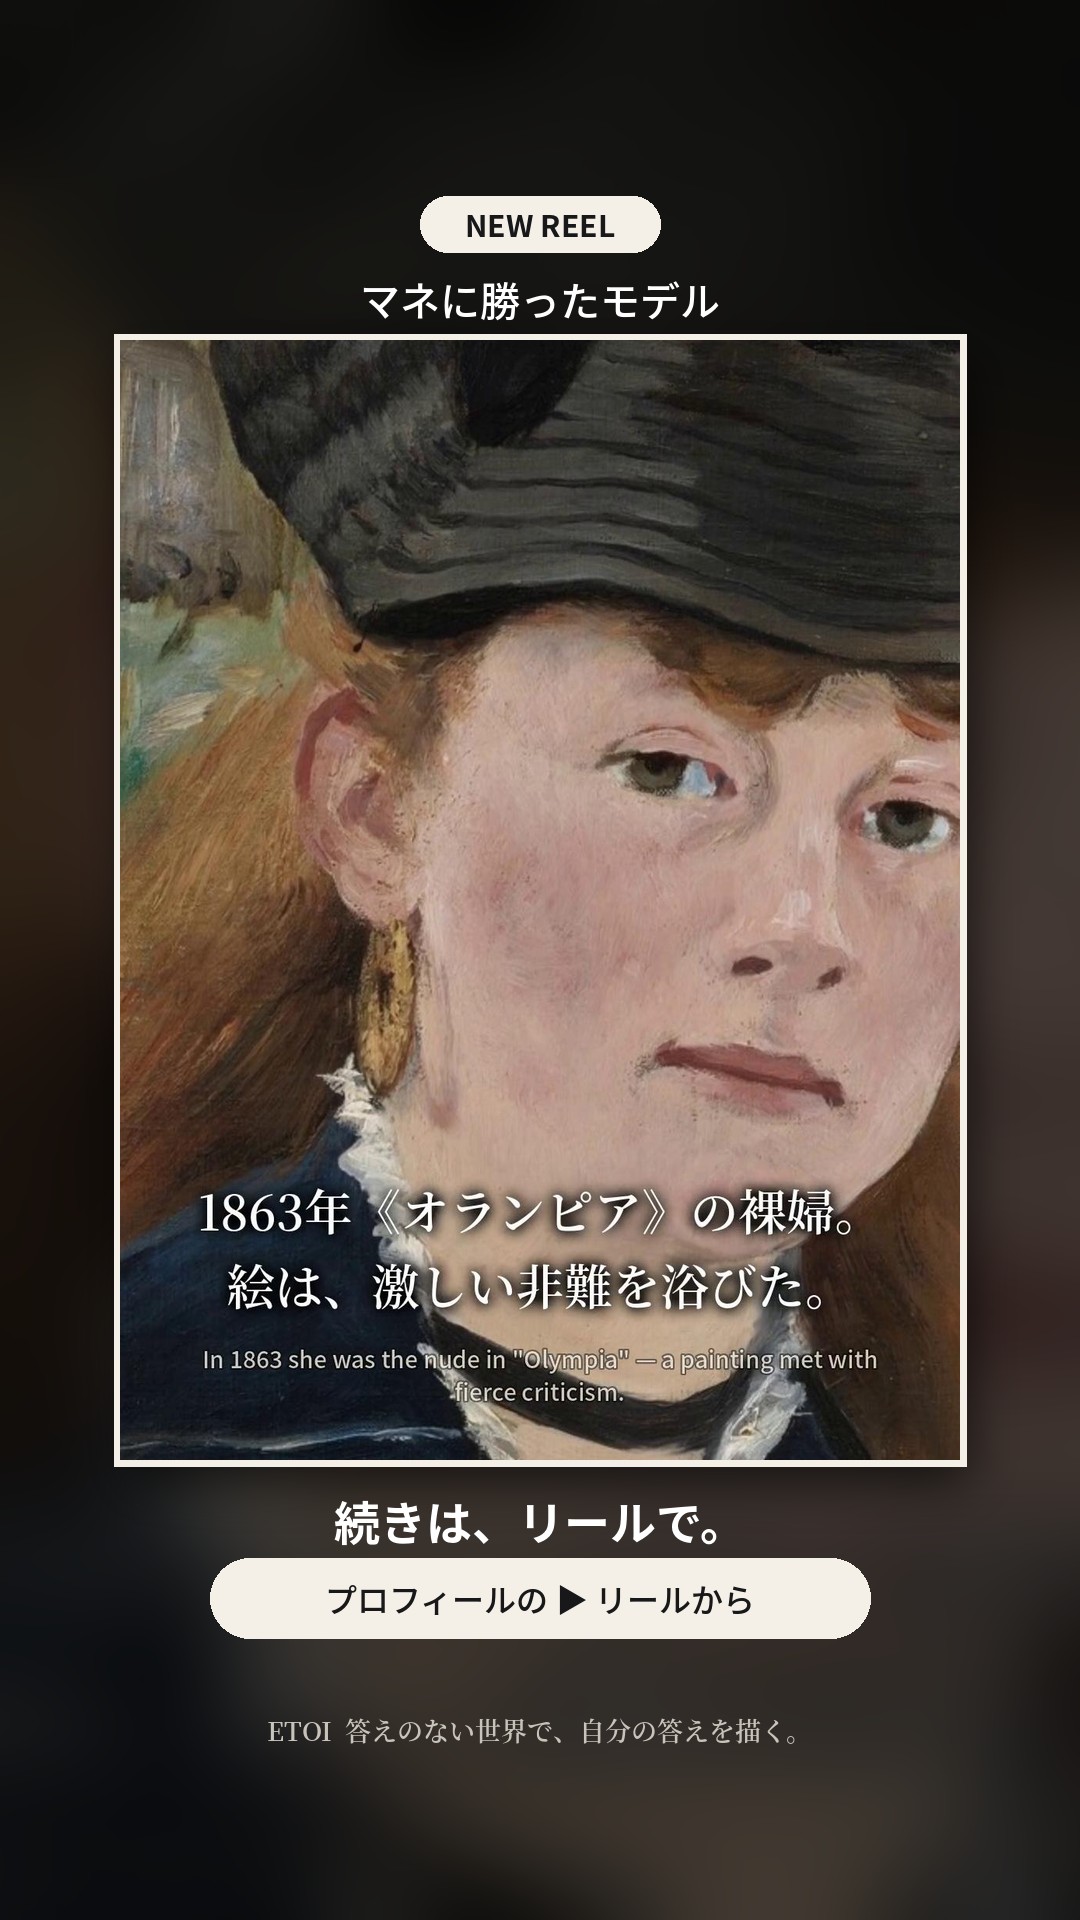 NEW REEL
マネに勝ったモデル
1863年《オランピア》の裸婦。
絵は、激しい非難を浴びた。
In 1863 she was the nude in "Olympia" — a painting met with
fierce criticism.
続きは、リールで。
プロフィールの ▶ リールから
ETOI 答えのない世界で、自分の答えを描く。